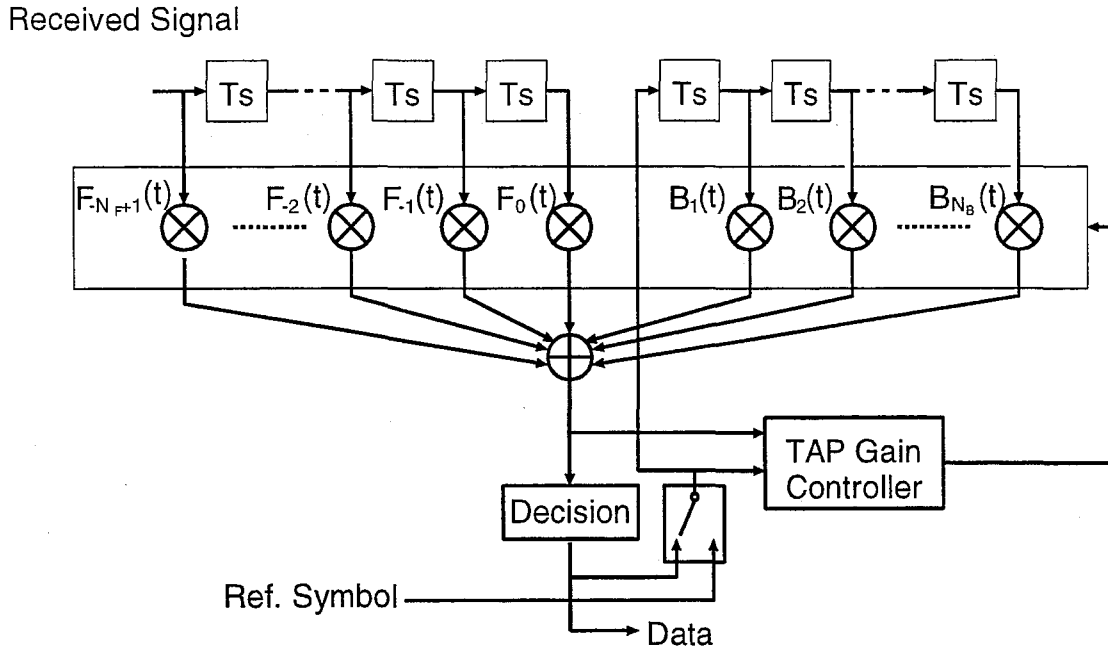 Received Signal
Ts Ts Ts Ts Ts Ts
F-N F+1(t) F-2(t) F-1(t) F0(t) B1(t) B2(t) BNB(t)
TAP Gain
Controller
Decision
Ref. Symbol
Data